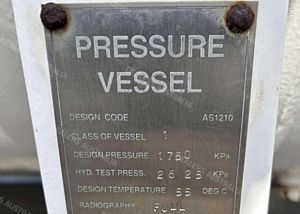 PRESSURE
VESSEL
DESIGN CODE AS1210
CLASS OF VESSEL 1
DESIGN PRESSURE 1750 KPa
HYD. TEST PRESS. 2625 KPa
DESIGN TEMPERATURE 55 DEG C
RADIOGRAPHY FULL